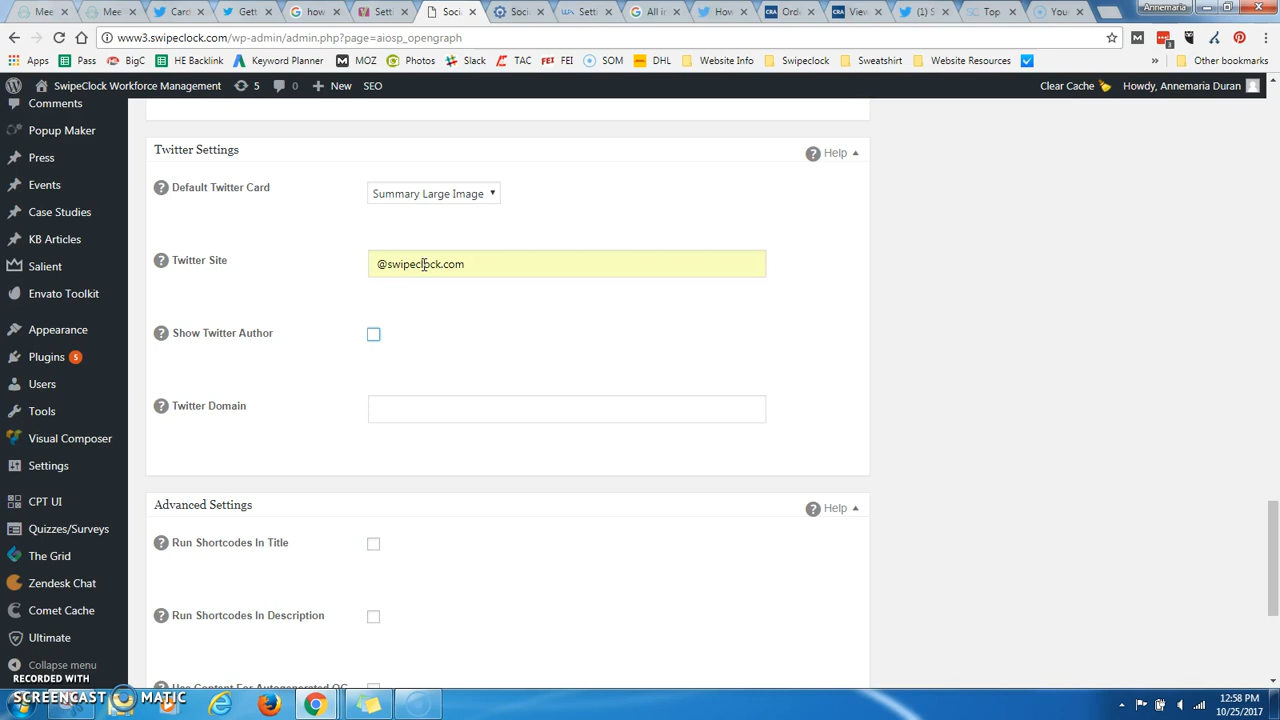 Mee
Mee
Card
Gett
how
Setti
Socia
Socia
Setti
All in
How
Orde
View
(1) S
Top
You
Annemaria
www3.swipeclock.com/wp-admin/admin.php?page=aiosp_opengraph
Apps
Pass
BigC
HE Backlink
Keyword Planner
MOZ
Photos
Slack
TAC
FEI
SOM
DHL
Website Info
Swipeclock
Sweatshirt
Website Resources
»
Other bookmarks
SwipeClock Workforce Management
5
0
New
SEO
Clear Cache
Howdy, Annemaria Duran
Comments
Popup Maker
Press
Events
Case Studies
KB Articles
Salient
Envato Toolkit
Appearance
Plugins 5
Users
Tools
Visual Composer
Settings
CPT UI
Quizzes/Surveys
The Grid
Zendesk Chat
Comet Cache
Ultimate
Collapse menu
Twitter Settings
Help
Default Twitter Card
Summary Large Image
Twitter Site
@swipeclock.com
Show Twitter Author
Twitter Domain
Advanced Settings
Help
Run Shortcodes In Title
Run Shortcodes In Description
Use Content For Autogenerated OG
RECORDED WITH
SCREENCAST MATIC
12:58 PM
10/25/2017